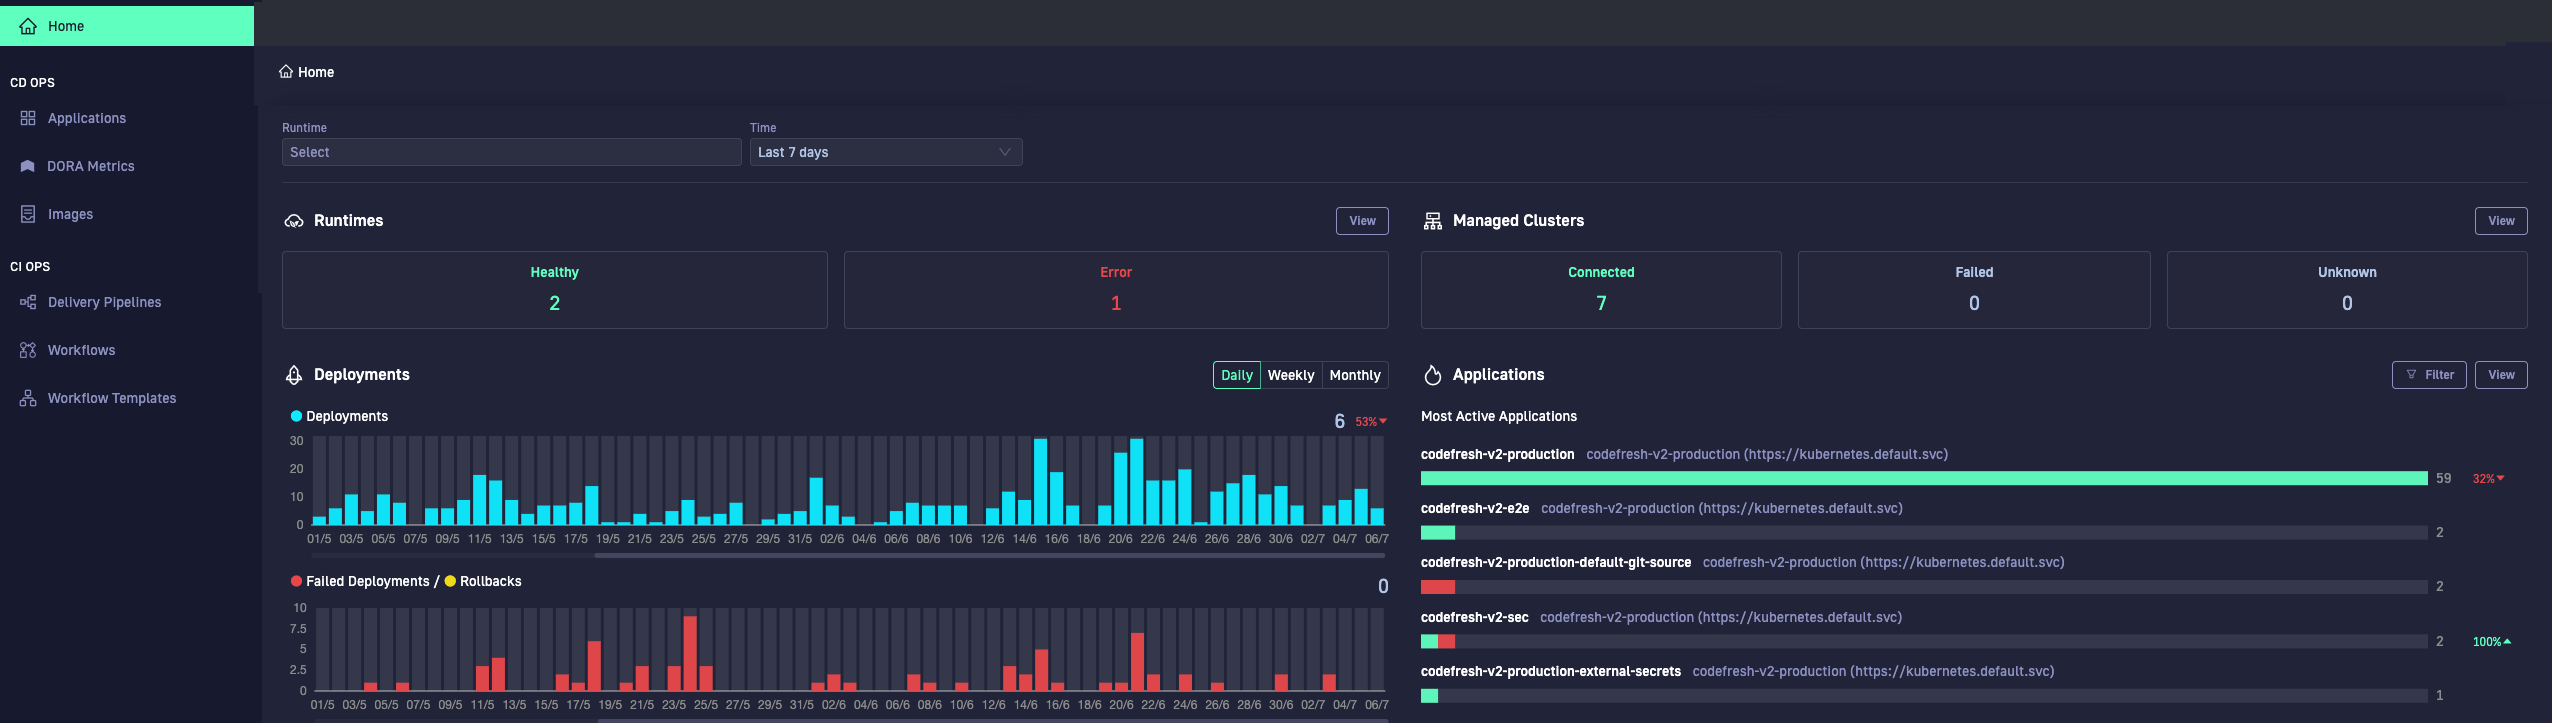 Home
CD OPS
Applications
DORA Metrics
Images
CI OPS
Delivery Pipelines
Workflows
Workflow Templates
Home
Runtime
Time
Select
Last 7 days
Runtimes
View
Healthy
2
Error
1
Managed Clusters
View
Connected
7
Failed
0
Unknown
0
Deployments
Daily Weekly Monthly
Deployments
6 53%
30
20
10
0
01/5 03/5 05/5 07/5 09/5 11/5 13/5 15/5 17/5 19/5 21/5 23/5 25/5 27/5 29/5 31/5 02/6 04/6 06/6 08/6 10/6 12/6 14/6 16/6 18/6 20/6 22/6 24/6 26/6 28/6 30/6 02/7 04/7 06/7
Failed Deployments / Rollbacks
0
10
7.5
5
2.5
0
01/5 03/5 05/5 07/5 09/5 11/5 13/5 15/5 17/5 19/5 21/5 23/5 25/5 27/5 29/5 31/5 02/6 04/6 06/6 08/6 10/6 12/6 14/6 16/6 18/6 20/6 22/6 24/6 26/6 28/6 30/6 02/7 04/7 06/7
Applications
Filter
View
Most Active Applications
codefresh-v2-production codefresh-v2-production (https://kubernetes.default.svc)
59 32%
codefresh-v2-e2e codefresh-v2-production (https://kubernetes.default.svc)
2
codefresh-v2-production-default-git-source codefresh-v2-production (https://kubernetes.default.svc)
2
codefresh-v2-sec codefresh-v2-production (https://kubernetes.default.svc)
2 100%
codefresh-v2-production-external-secrets codefresh-v2-production (https://kubernetes.default.svc)
1